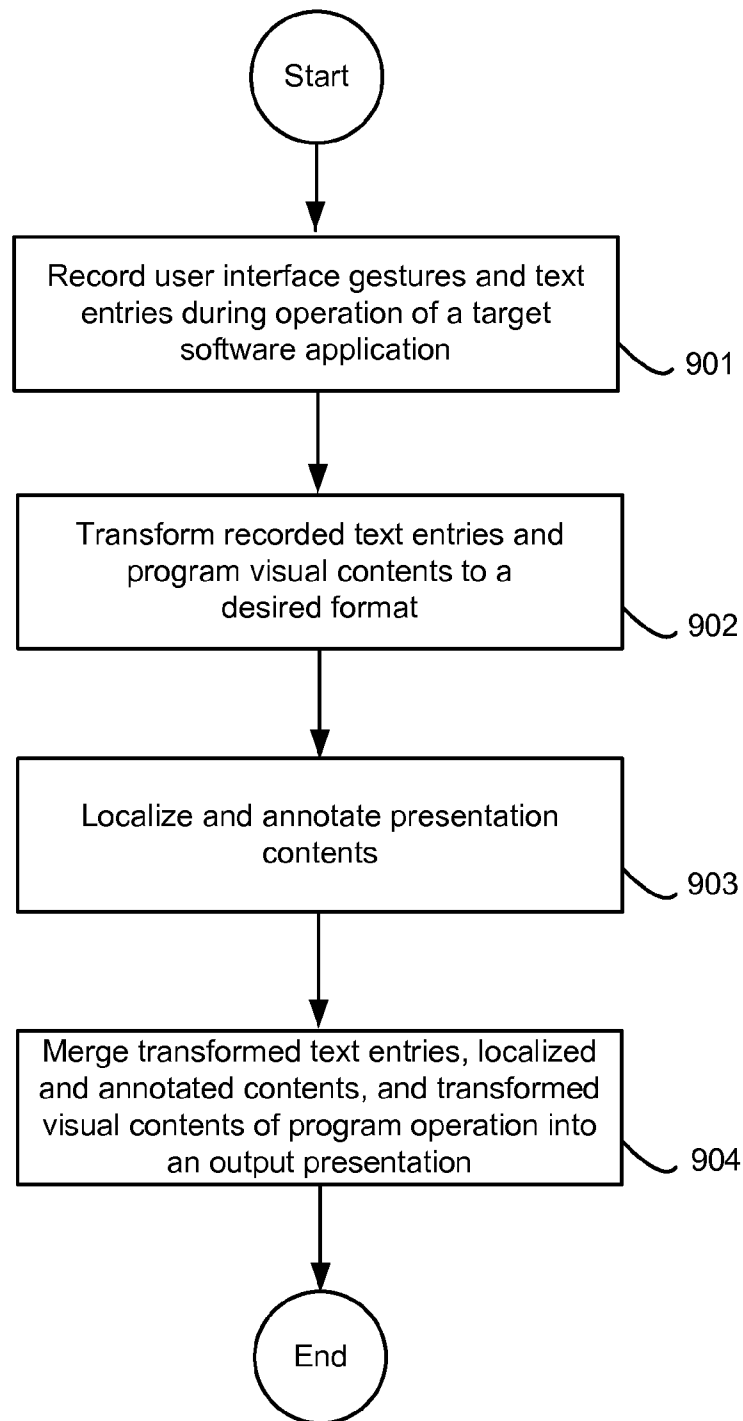 Start
Record user interface gestures and text
entries during operation of a target
software application
901
Transform recorded text entries and
program visual contents to a
desired format
902
Localize and annotate presentation
contents
903
Merge transformed text entries, localized
and annotated contents, and transformed
visual contents of program operation into
an output presentation
904
End